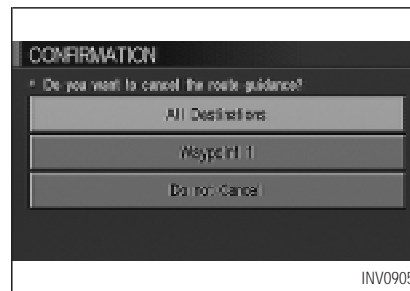 CONFIRMATION
* Do you want to cancel the route guidance?
All Destinations
Waypoint 1
Do not Cancel
INV0905